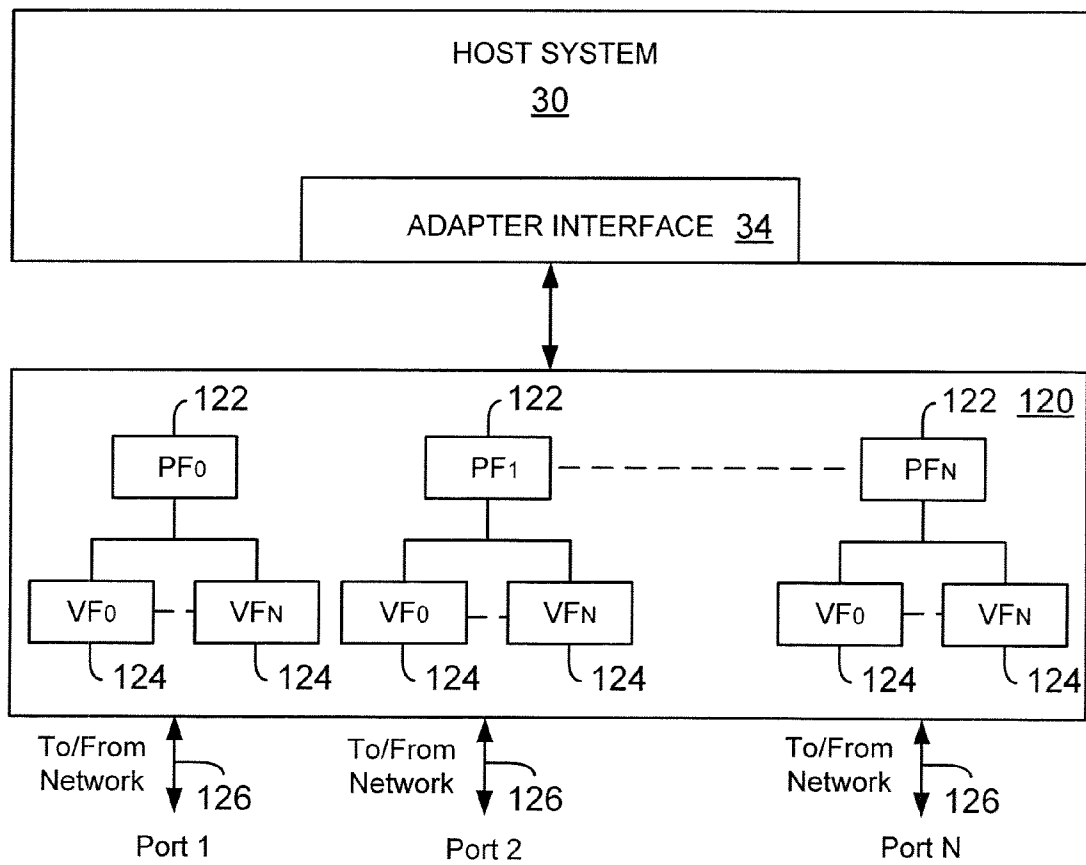 HOST SYSTEM
30
ADAPTER INTERFACE 34
122 122 122 120
PF0 PF1 PFN
VF0 VFN VF0 VFN VF0 VFN
124 124 124 124 124 124
To/From To/From To/From
Network Network Network
126 126 126
Port 1 Port 2 Port N